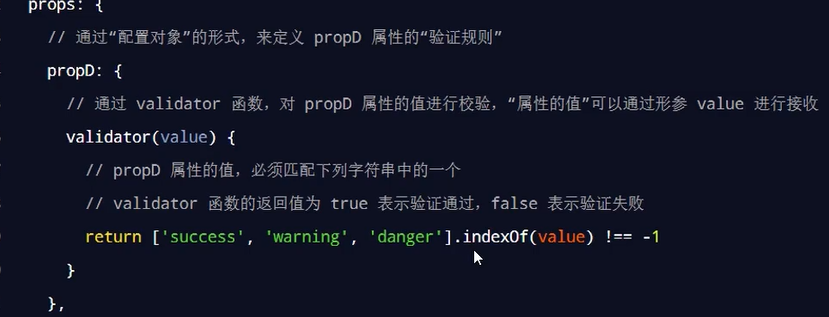 props: {
// 通过“配置对象”的形式，来定义 propD 属性的“验证规则”
propD: {
// 通过 validator 函数，对 propD 属性的值进行校验，“属性的值”可以通过形参 value 进行接收
validator(value) {
// propD 属性的值，必须匹配下列字符串中的一个
// validator 函数的返回值为 true 表示验证通过，false 表示验证失败
return ['success', 'warning', 'danger'].indexOf(value) !== -1
}
},